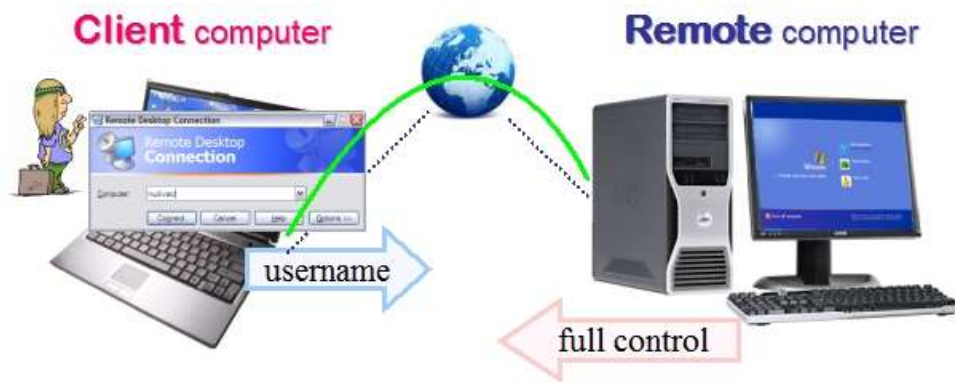 Client computer
Remote computer
Remote Desktop Connection
Remote Desktop
Connection
Computer:
Connect
Cancel
Help
Options >>
username
full control